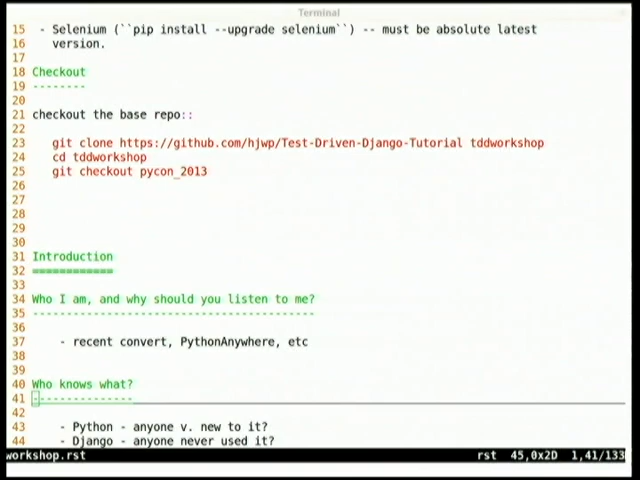 Terminal
15 - Selenium (``pip install --upgrade selenium``) -- must be absolute latest
16 version.
17
18 Checkout
19 --------
20
21 checkout the base repo::
22
23 git clone https://github.com/hjwp/Test-Driven-Django-Tutorial tddworkshop
24 cd tddworkshop
25 git checkout pycon_2013
26
27
28
29
30
31 Introduction
32 ============
33
34 Who I am, and why should you listen to me?
35 ------------------------------------------
36
37 - recent convert, PythonAnywhere, etc
38
39
40 Who knows what?
41 ---------------
42
43 - Python - anyone v. new to it?
44 - Django - anyone never used it?
workshop.rst rst 45,0x2D 1,41/133